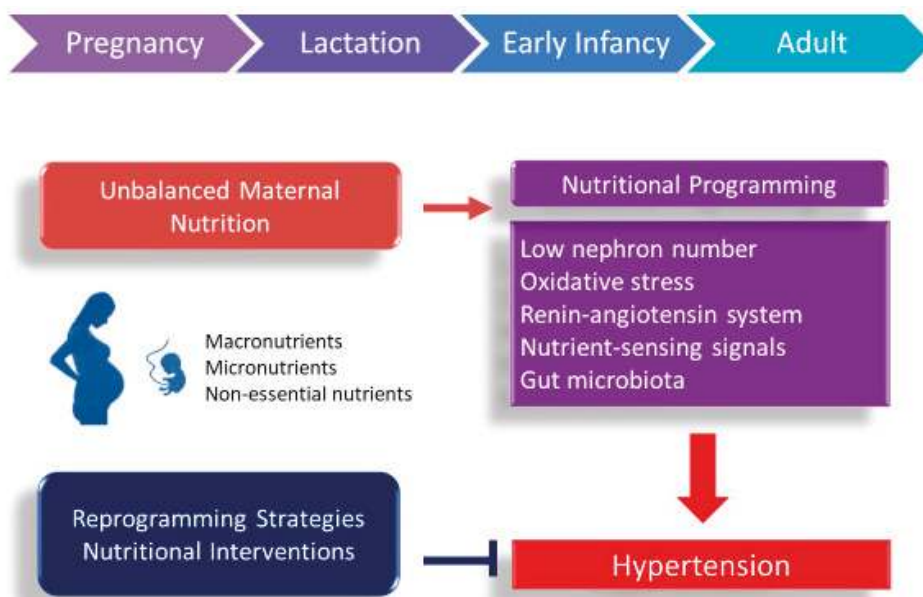 Pregnancy
Lactation
Early Infancy
Adult
Unbalanced Maternal
Nutrition
Nutritional Programming
Low nephron number
Oxidative stress
Renin-angiotensin system
Nutrient-sensing signals
Gut microbiota
Macronutrients
Micronutrients
Non-essential nutrients
Reprogramming Strategies
Nutritional Interventions
Hypertension